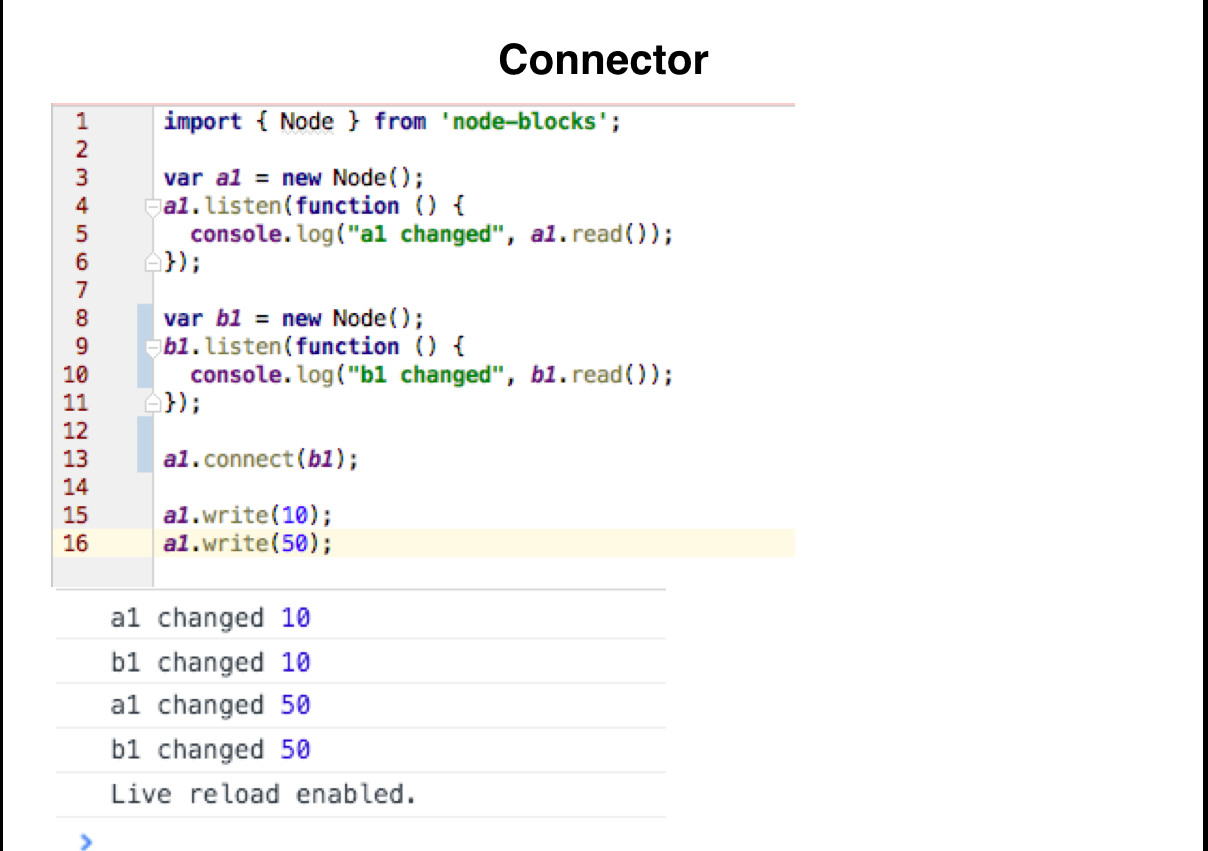 Connector
1 import { Node } from 'node-blocks';
2
3 var a1 = new Node();
4 a1.listen(function () {
5 console.log("a1 changed", a1.read());
6 });
7
8 var b1 = new Node();
9 b1.listen(function () {
10 console.log("b1 changed", b1.read());
11 });
12
13 a1.connect(b1);
14
15 a1.write(10);
16 a1.write(50);
a1 changed 10
b1 changed 10
a1 changed 50
b1 changed 50
Live reload enabled.